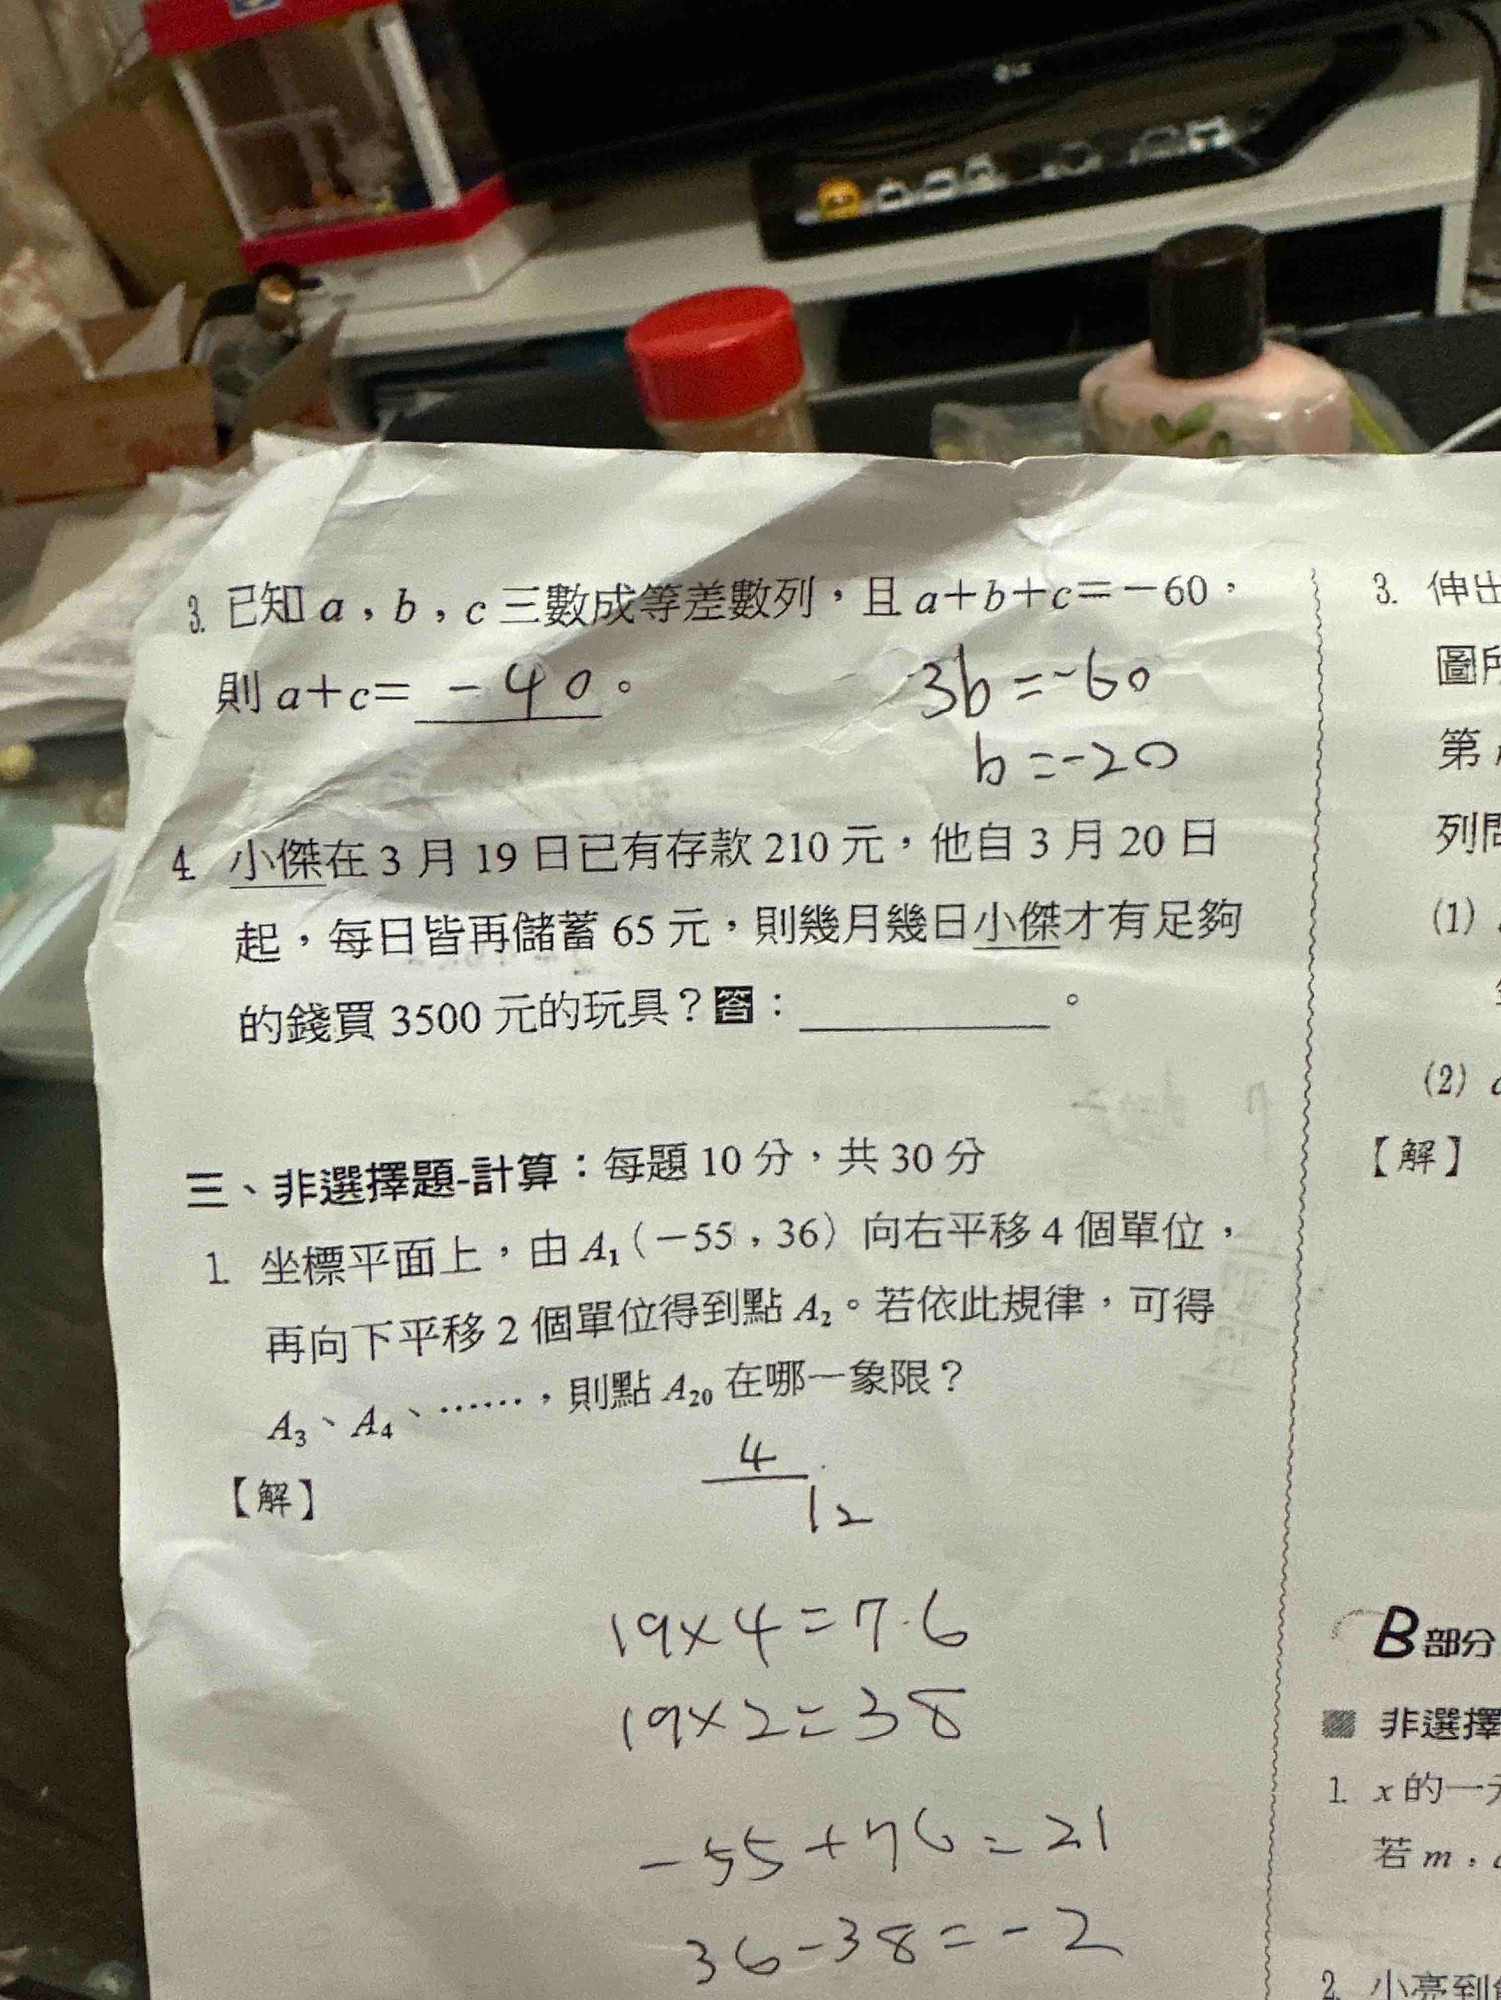 3. 已知 a，b，c 三數成等差數列，且 a+b+c=－60，
則 a+c= －40。
3b=-60
b=-20
4. 小傑在 3 月 19 日已有存款 210 元，他自 3 月 20 日
起，每日皆再儲蓄 65 元，則幾月幾日小傑才有足夠
的錢買 3500 元的玩具？答：＿＿＿＿＿。
三、非選擇題-計算：每題 10 分，共 30 分
1. 坐標平面上，由 A₁（－55，36）向右平移 4 個單位，
再向下平移 2 個單位得到點 A₂。若依此規律，可得
A₃、A₄、……，則點 A₂₀ 在哪一象限？
【解】
4
12
19×4=76
19×2=38
-55+76=21
36-38=-2
3. 伸出
第
(1)
(2)
【解】
B 部分
非選擇
1. x 的一
若 m，
2. 小亮到